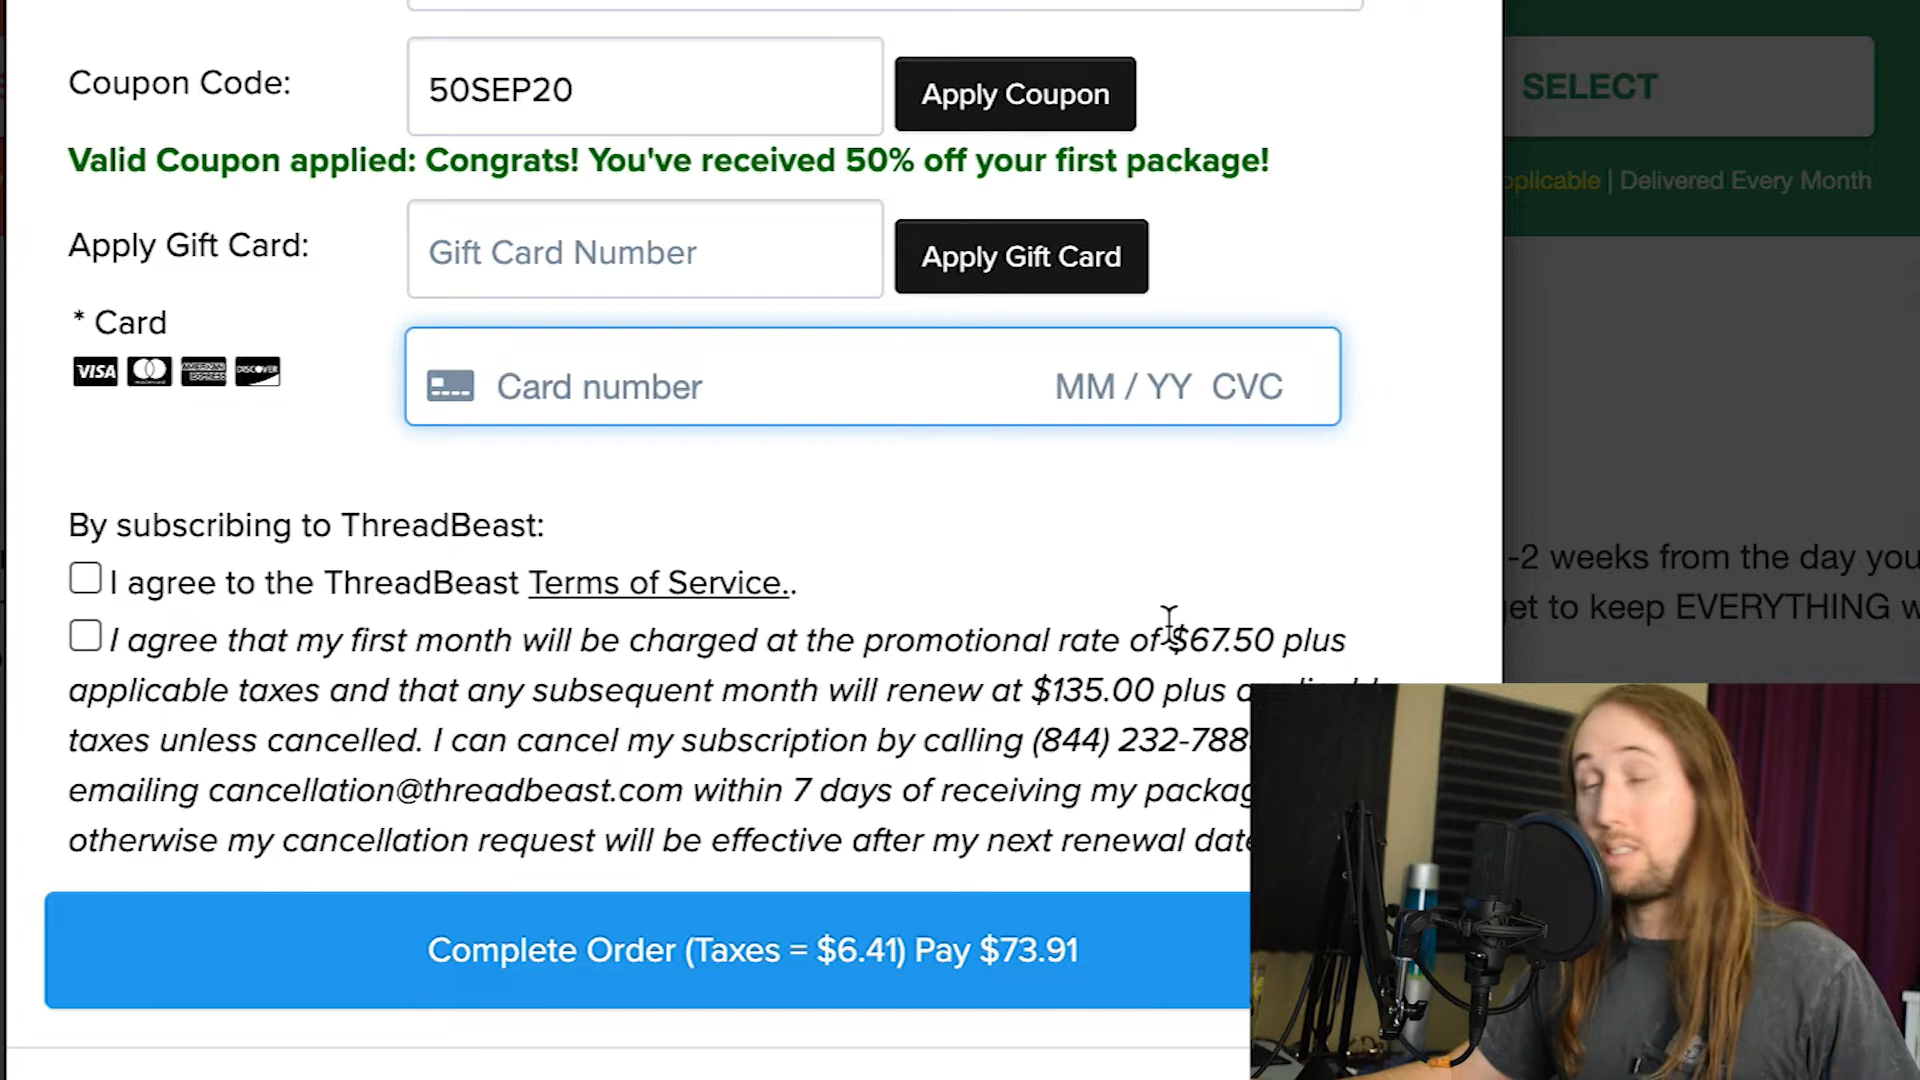 Coupon Code:
50SEP20
Apply Coupon
Valid Coupon applied: Congrats! You've received 50% off your first package!
Apply Gift Card:
Gift Card Number
Apply Gift Card
* Card
VISA
AMERICAN EXPRESS
DISCOVER
Card number
MM / YY CVC
By subscribing to ThreadBeast:
I agree to the ThreadBeast Terms of Service..
I agree that my first month will be charged at the promotional rate of $67.50 plus
applicable taxes and that any subsequent month will renew at $135.00 plus
taxes unless cancelled. I can cancel my subscription by calling (844) 232-788
emailing cancellation@threadbeast.com within 7 days of receiving my packag
otherwise my cancellation request will be effective after my next renewal date
Complete Order (Taxes = $6.41) Pay $73.91
SELECT
pplicable | Delivered Every Month
-2 weeks from the day you
et to keep EVERYTHING w